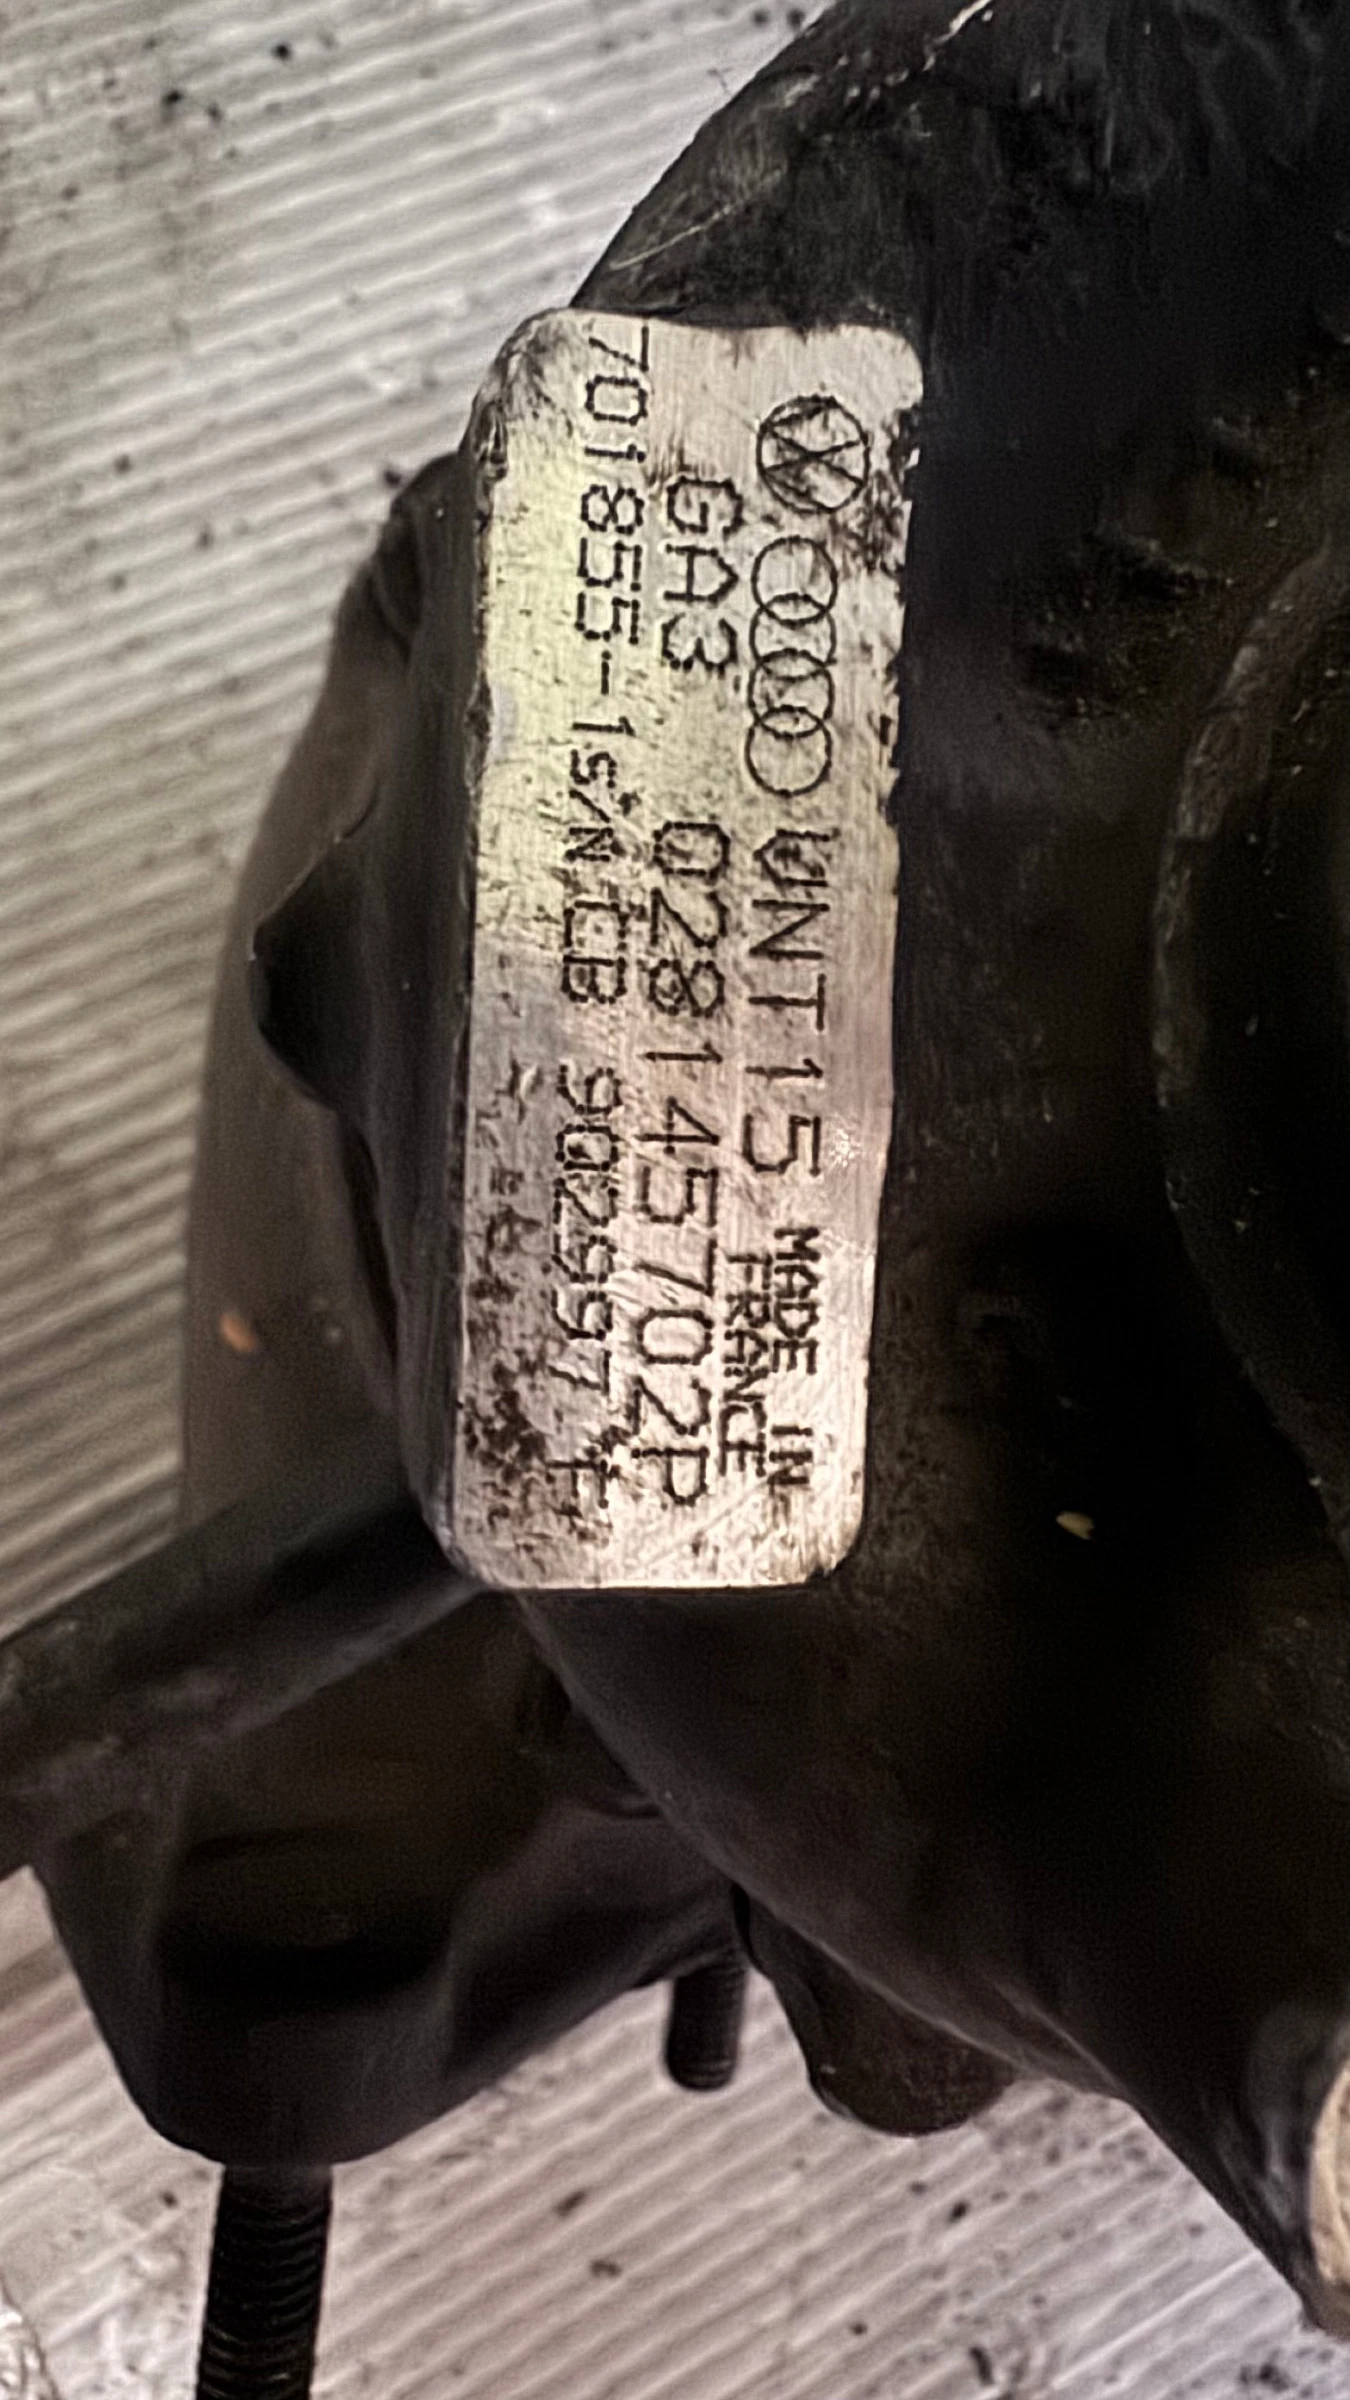 VNT15 MADE IN
FRANCE
GA3 028145702P
701855-1 S/N CB 902997 F